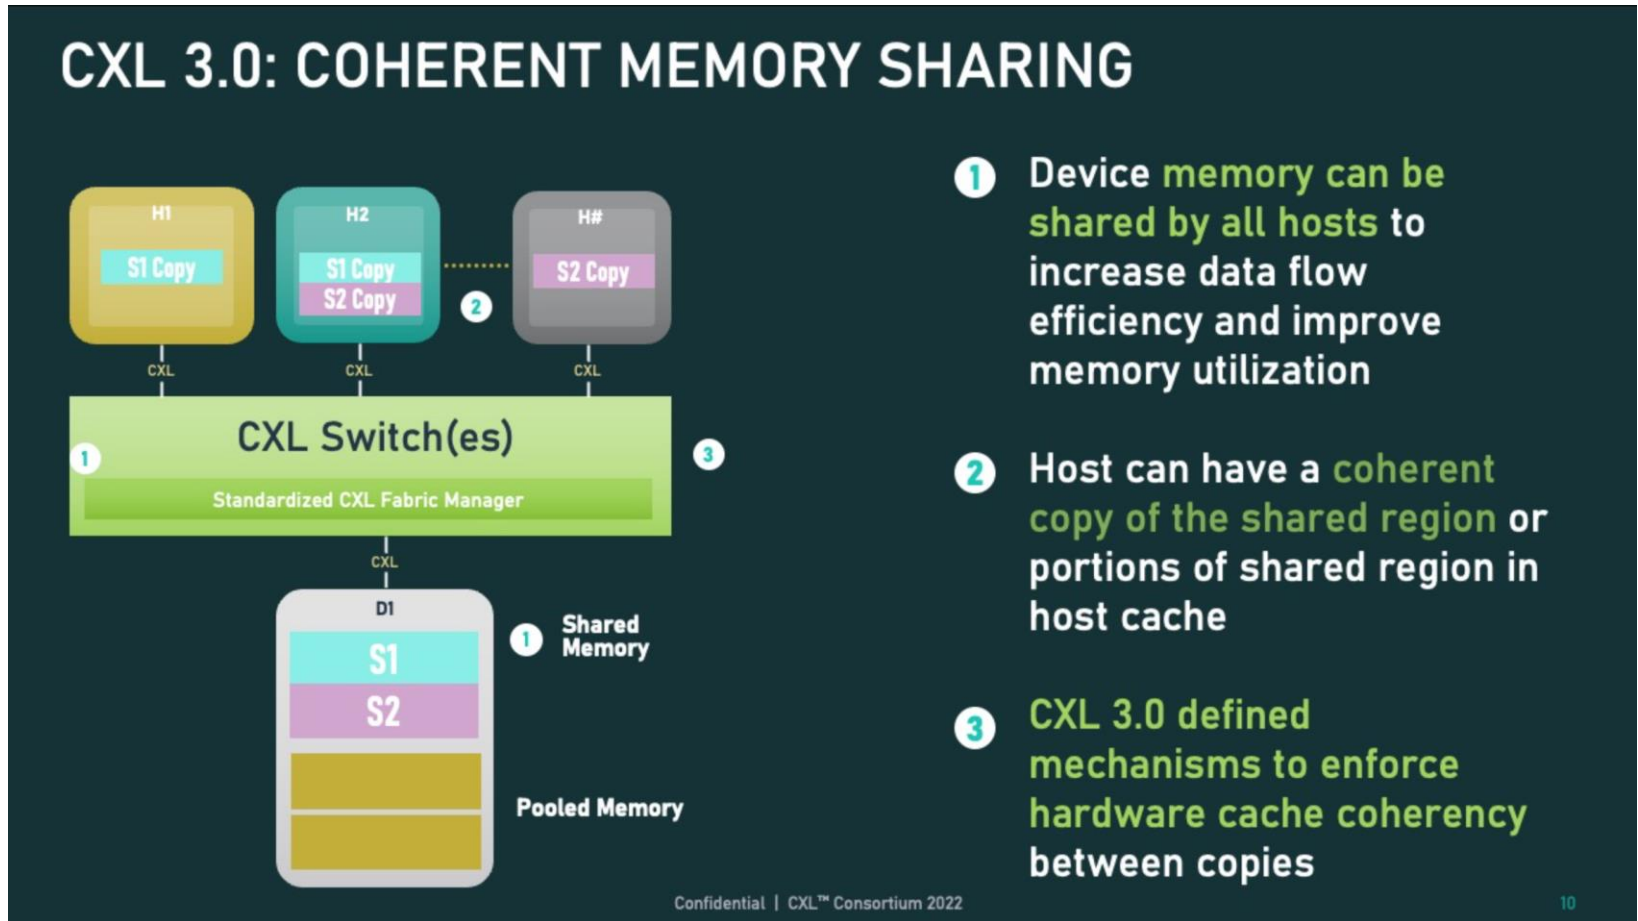 CXL 3.0: COHERENT MEMORY SHARING
H1
S1 Copy
H2
S1 Copy
S2 Copy
H#
S2 Copy
2
CXL
CXL
CXL
CXL Switch(es)
1
3
Standardized CXL Fabric Manager
CXL
D1
S1
S2
1
Shared
Memory
Pooled Memory
1
Device memory can be
shared by all hosts to
increase data flow
efficiency and improve
memory utilization
2
Host can have a coherent
copy of the shared region or
portions of shared region in
host cache
3
CXL 3.0 defined
mechanisms to enforce
hardware cache coherency
between copies
Confidential | CXL™ Consortium 2022
10